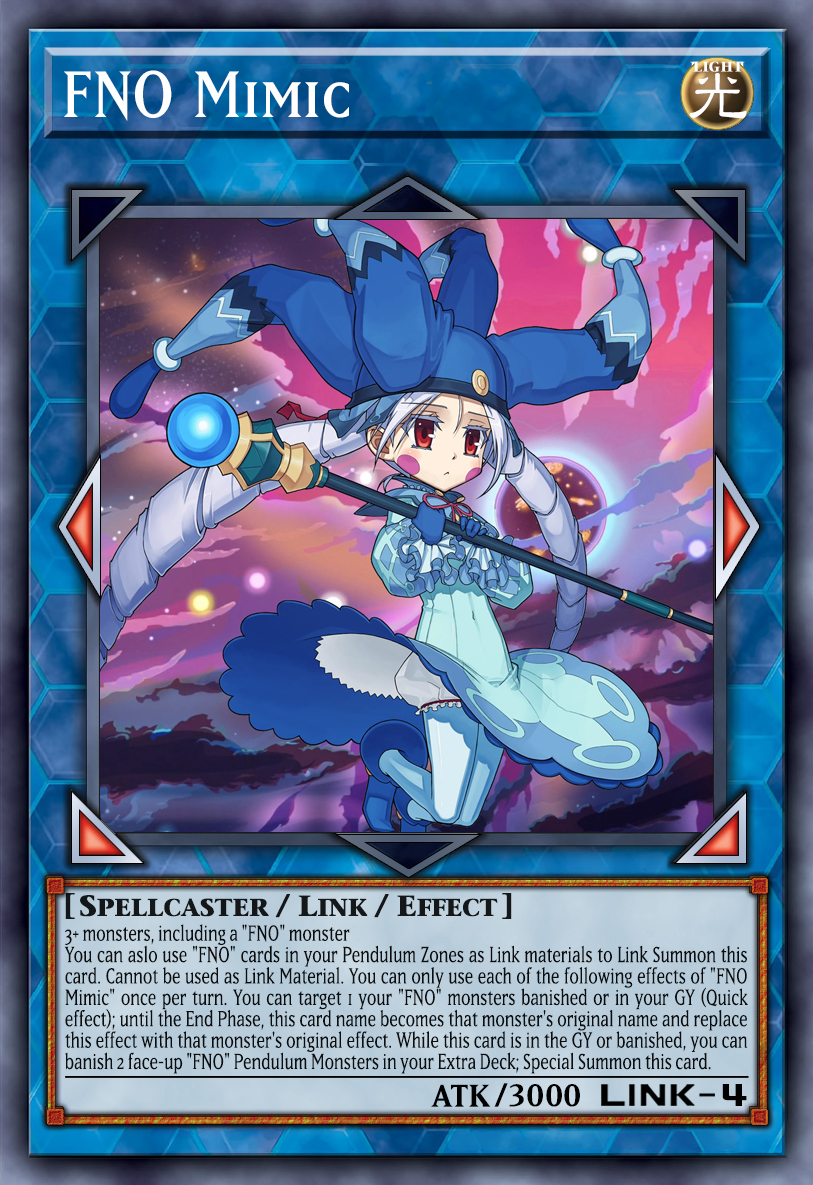 FNO Mimic
LIGHT
光
[ Spellcaster / Link / Effect ]
3+ monsters, including a "FNO" monster
You can aslo use "FNO" cards in your Pendulum Zones as Link materials to Link Summon this
card. Cannot be used as Link Material. You can only use each of the following effects of "FNO
Mimic" once per turn. You can target 1 your "FNO" monsters banished or in your GY (Quick
effect); until the End Phase, this card name becomes that monster's original name and replace
this effect with that monster's original effect. While this card is in the GY or banished, you can
banish 2 face-up "FNO" Pendulum Monsters in your Extra Deck; Special Summon this card.
ATK/3000 LINK-4